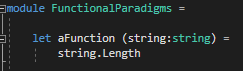 module FunctionalParadigms =
let aFunction (string:string) =
string.Length